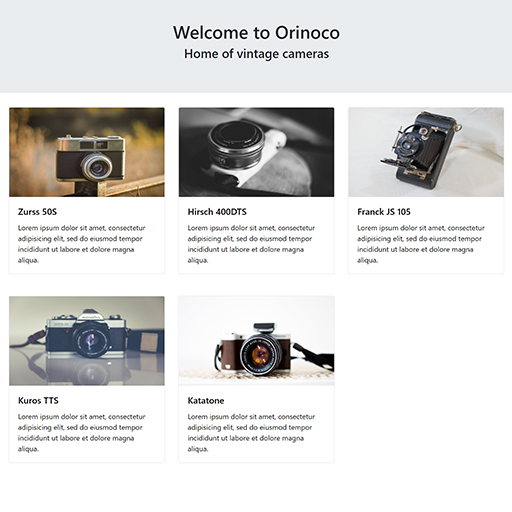 Welcome to Orinoco
Home of vintage cameras
Zurss 50S
Lorem ipsum dolor sit amet, consectetur
adipisicing elit, sed do eiusmod tempor
incididunt ut labore et dolore magna
aliqua.
Hirsch 400DTS
Lorem ipsum dolor sit amet, consectetur
adipisicing elit, sed do eiusmod tempor
incididunt ut labore et dolore magna
aliqua.
Franck JS 105
Lorem ipsum dolor sit amet, consectetur
adipisicing elit, sed do eiusmod tempor
incididunt ut labore et dolore magna
aliqua.
Kuros TTS
Lorem ipsum dolor sit amet, consectetur
adipisicing elit, sed do eiusmod tempor
incididunt ut labore et dolore magna
aliqua.
Katatone
Lorem ipsum dolor sit amet, consectetur
adipisicing elit, sed do eiusmod tempor
incididunt ut labore et dolore magna
aliqua.